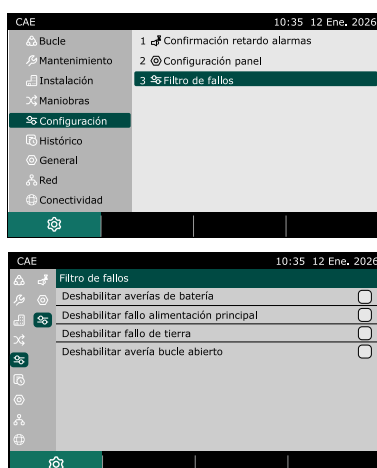 CAE 10:35 12 Ene. 2026
Bucle
Mantenimiento
Instalación
Maniobras
Configuración
Histórico
General
Red
Conectividad
1 Confirmación retardo alarmas
2 Configuración panel
3 Filtro de fallos
CAE 10:35 12 Ene. 2026
Filtro de fallos
Deshabilitar averías de batería
Deshabilitar fallo alimentación principal
Deshabilitar fallo de tierra
Deshabilitar avería bucle abierto